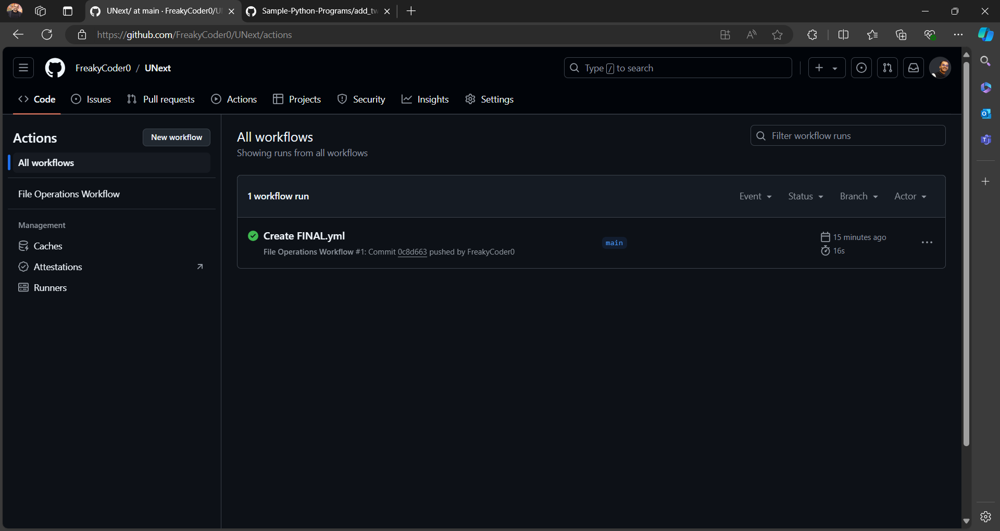 UNext/ at main · FreakyCoder0/U
Sample-Python-Programs/add_tw
https://github.com/FreakyCoder0/UNext/actions
FreakyCoder0 / UNext
Type / to search
Code
Issues
Pull requests
Actions
Projects
Security
Insights
Settings
Actions
New workflow
All workflows
File Operations Workflow
Management
Caches
Attestations
Runners
All workflows
Showing runs from all workflows
Filter workflow runs
1 workflow run
Event
Status
Branch
Actor
Create FINAL.yml
File Operations Workflow #1: Commit 0c8d663 pushed by FreakyCoder0
main
15 minutes ago
16s